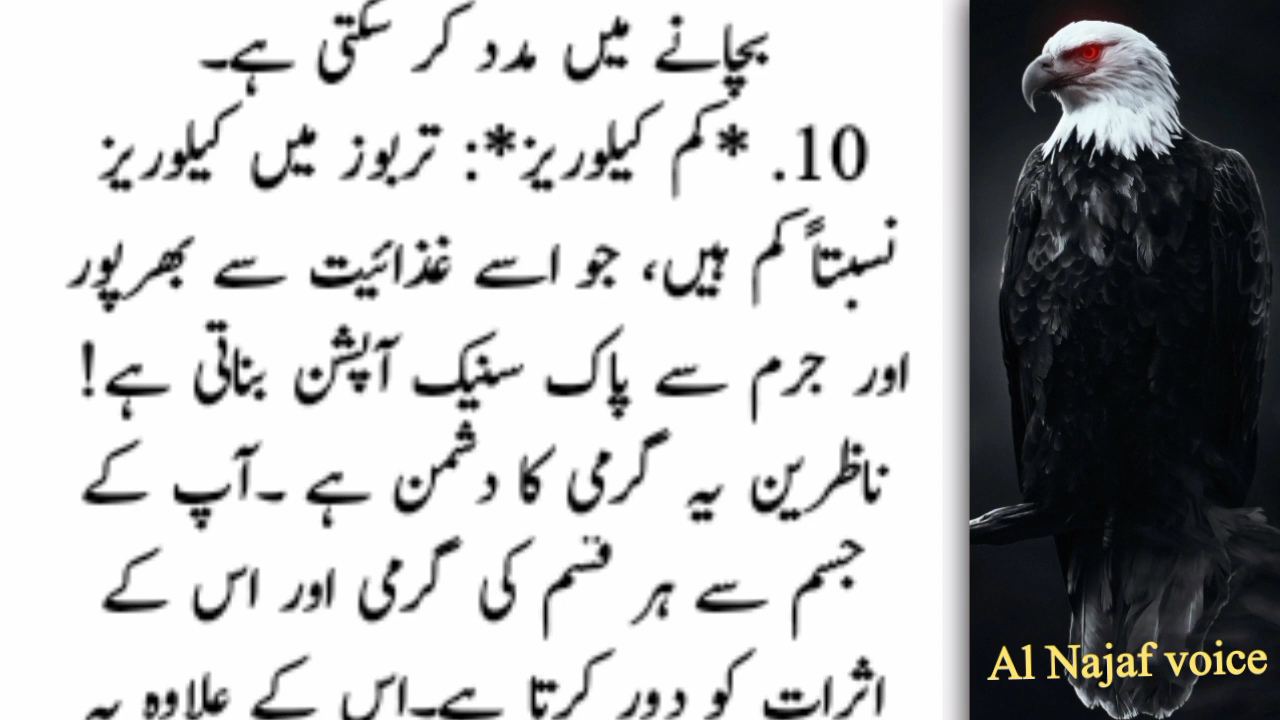 بچانے میں مدد کر سکتی ہے۔
10. *کم کیلوریز*: تربوز میں کیلوریز
نسبتاً کم ہیں، جو اسے غذائیت سے بھرپور
اور جرم سے پاک سنیک آپشن بناتی ہے!
ناظرین یہ گرمی کا دشمن ہے ۔آپ کے
جسم سے ہر قسم کی گرمی اور اس کے
اثرات کو دور کرتا ہے۔اس کے علاوہ یہ
Al Najaf voice